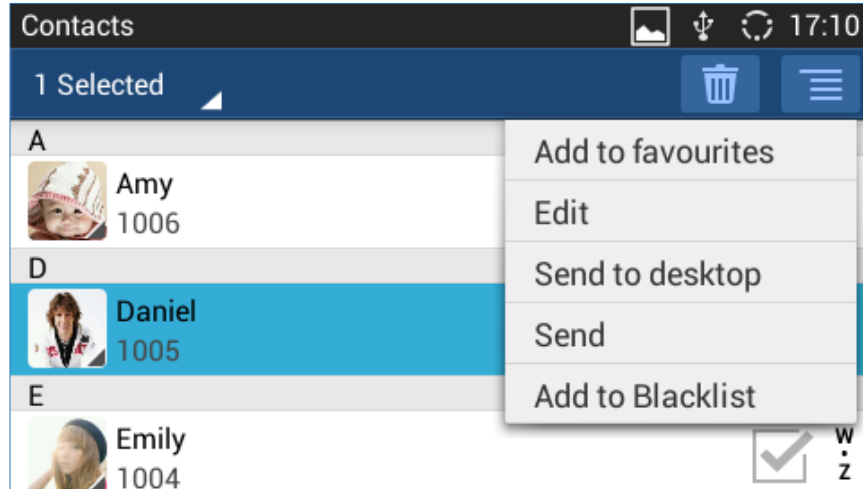 Contacts 17:10
1 Selected
A
Amy
1006
D
Daniel
1005
E
Emily
1004
Add to favourites
Edit
Send to desktop
Send
Add to Blacklist
W
.
Z